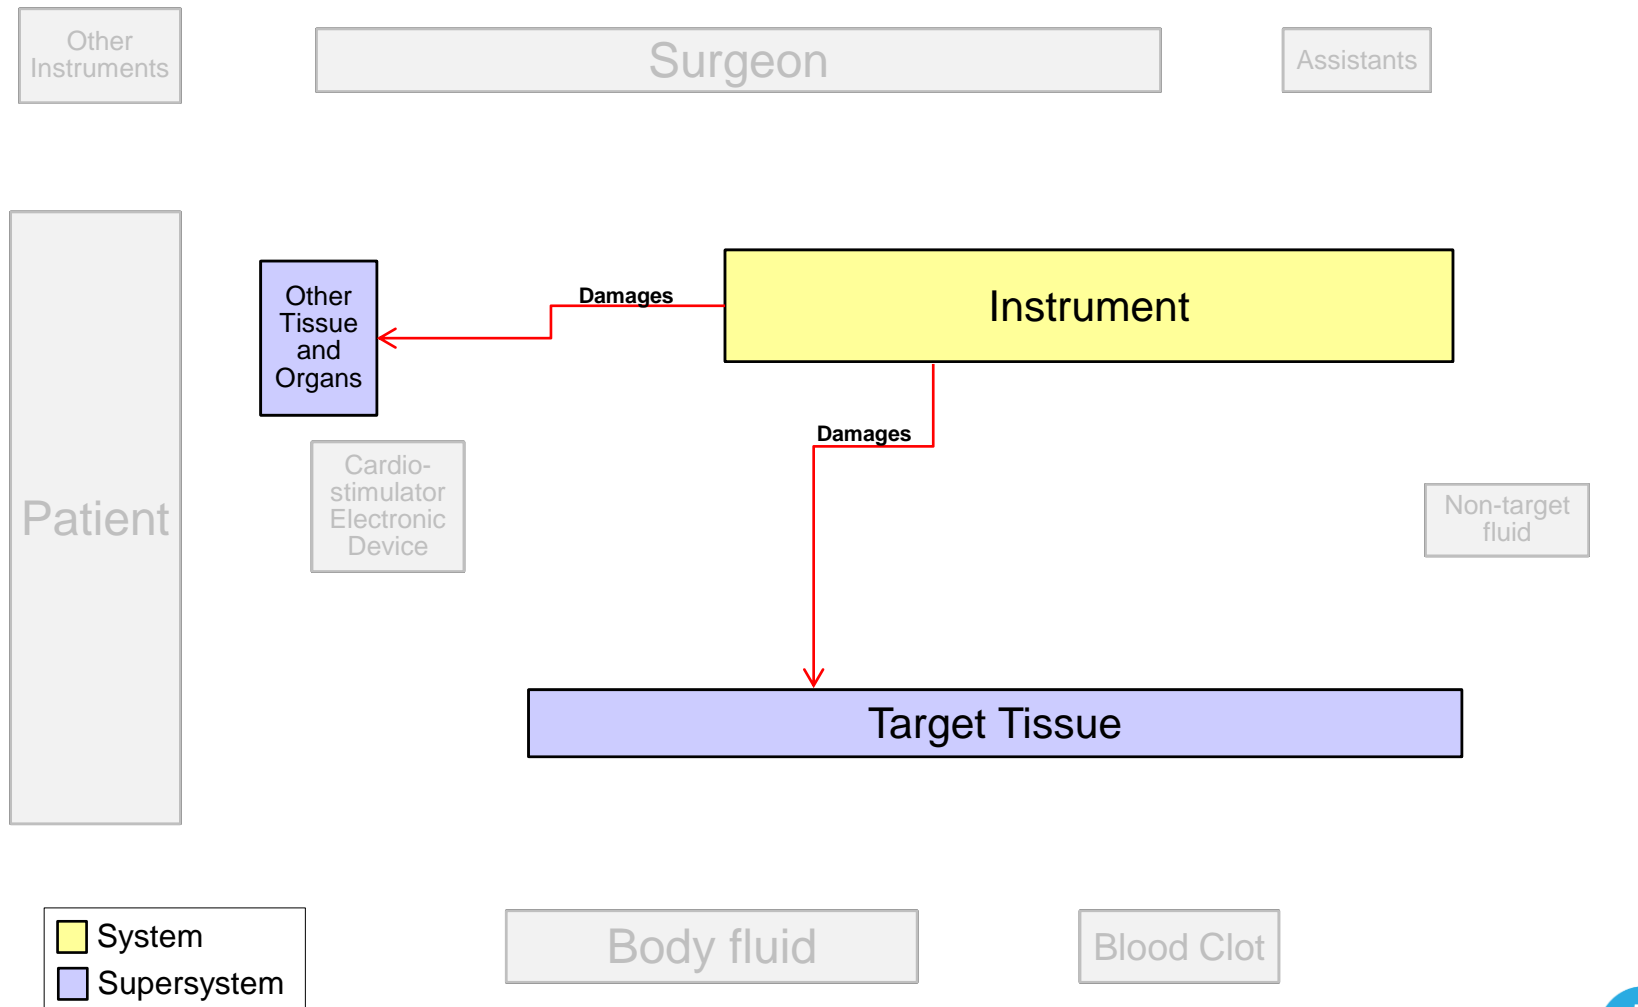 Other
Instruments
Surgeon
Assistants
Other
Tissue
and
Organs
Damages
Instrument
Damages
Cardio-
stimulator
Electronic
Device
Patient
Non-target
fluid
Target Tissue
System
Supersystem
Body fluid
Blood Clot